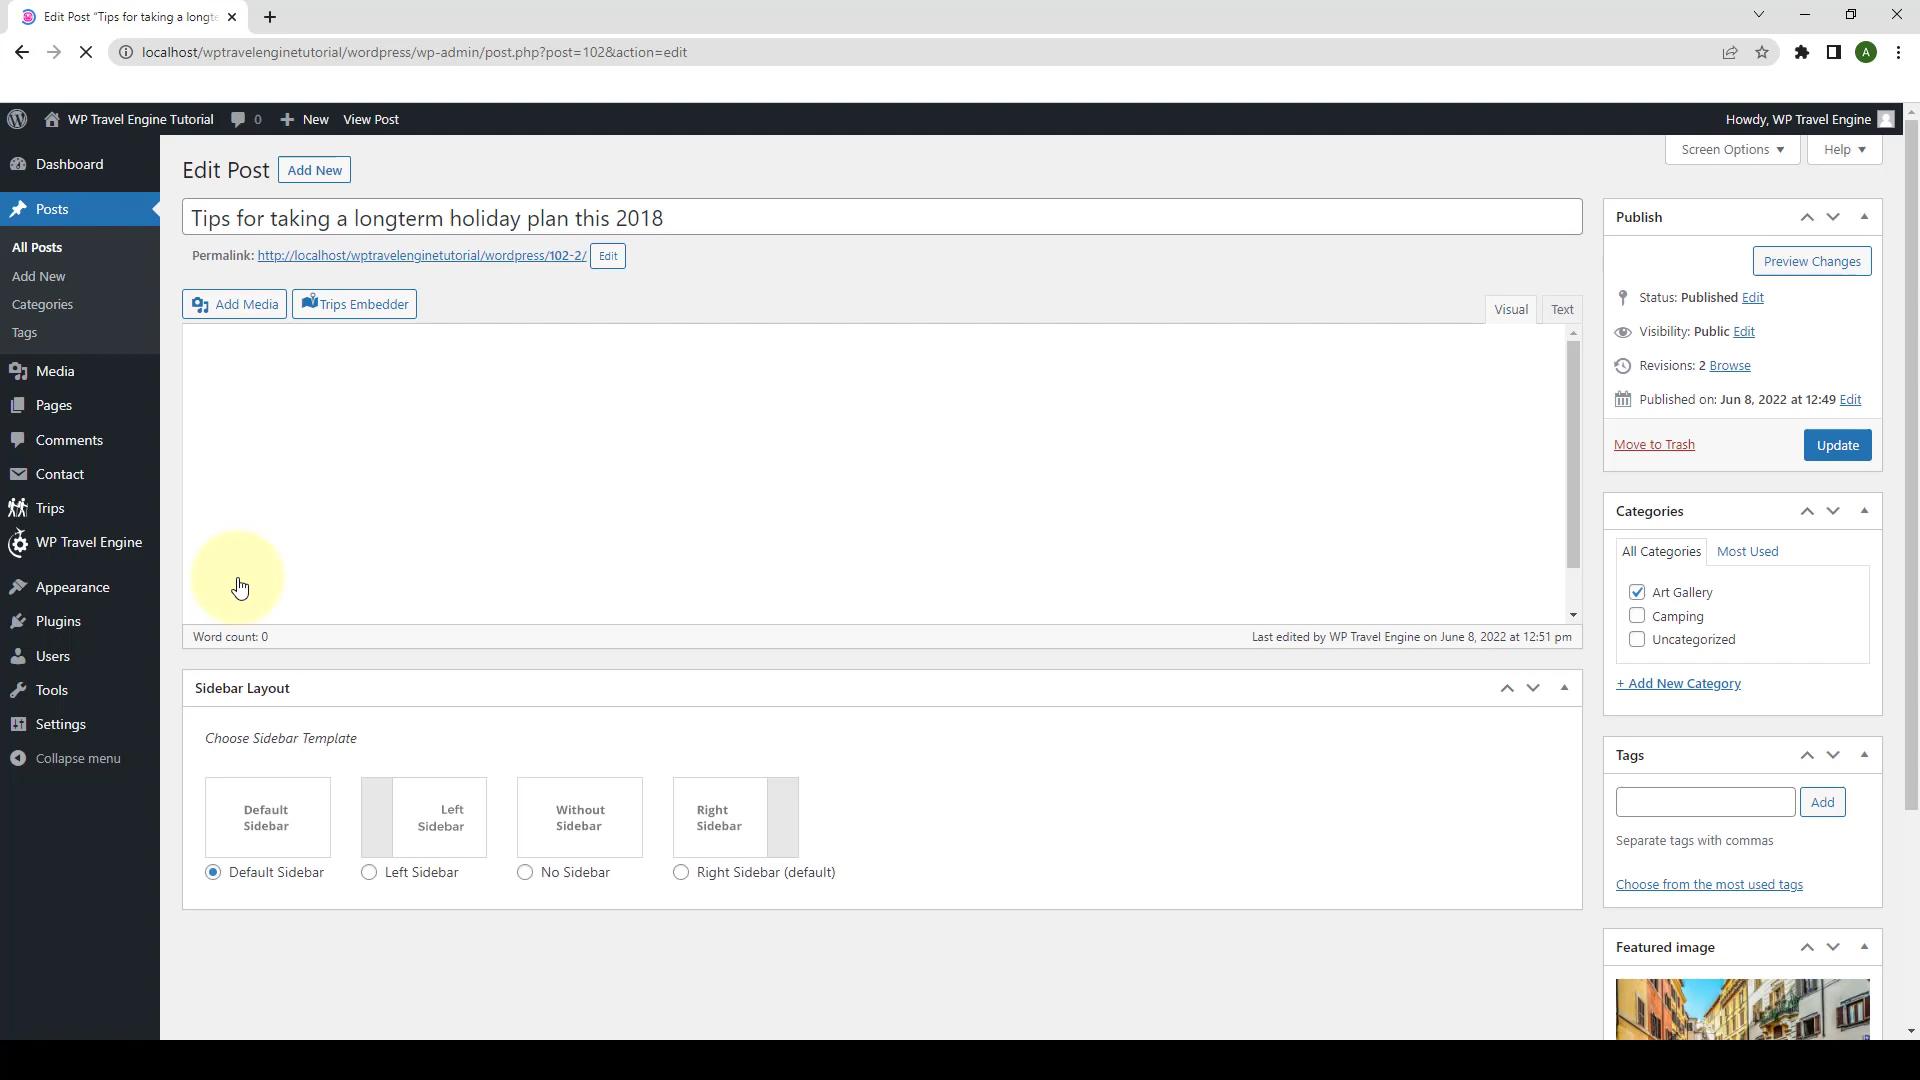 Edit Post "Tips for taking a longte
localhost/wptravelenginetutorial/wordpress/wp-admin/post.php?post=102&action=edit
A
WP Travel Engine Tutorial 0 New View Post
Howdy, WP Travel Engine
Dashboard
Posts
All Posts
Add New
Categories
Tags
Media
Pages
Comments
Contact
Trips
WP Travel Engine
Appearance
Plugins
Users
Tools
Settings
Collapse menu
Screen Options
Help
Edit Post
Add New
Tips for taking a longterm holiday plan this 2018
Permalink: http://localhost/wptravelenginetutorial/wordpress/102-2/ Edit
Add Media
Trips Embedder
Visual
Text
Word count: 0
Last edited by WP Travel Engine on June 8, 2022 at 12:51 pm
Sidebar Layout
Choose Sidebar Template
Default Sidebar
Left Sidebar
Without Sidebar
Right Sidebar
Default Sidebar
Left Sidebar
No Sidebar
Right Sidebar (default)
Publish
Preview Changes
Status: Published Edit
Visibility: Public Edit
Revisions: 2 Browse
Published on: Jun 8, 2022 at 12:49 Edit
Move to Trash
Update
Categories
All Categories
Most Used
Art Gallery
Camping
Uncategorized
+ Add New Category
Tags
Add
Separate tags with commas
Choose from the most used tags
Featured image